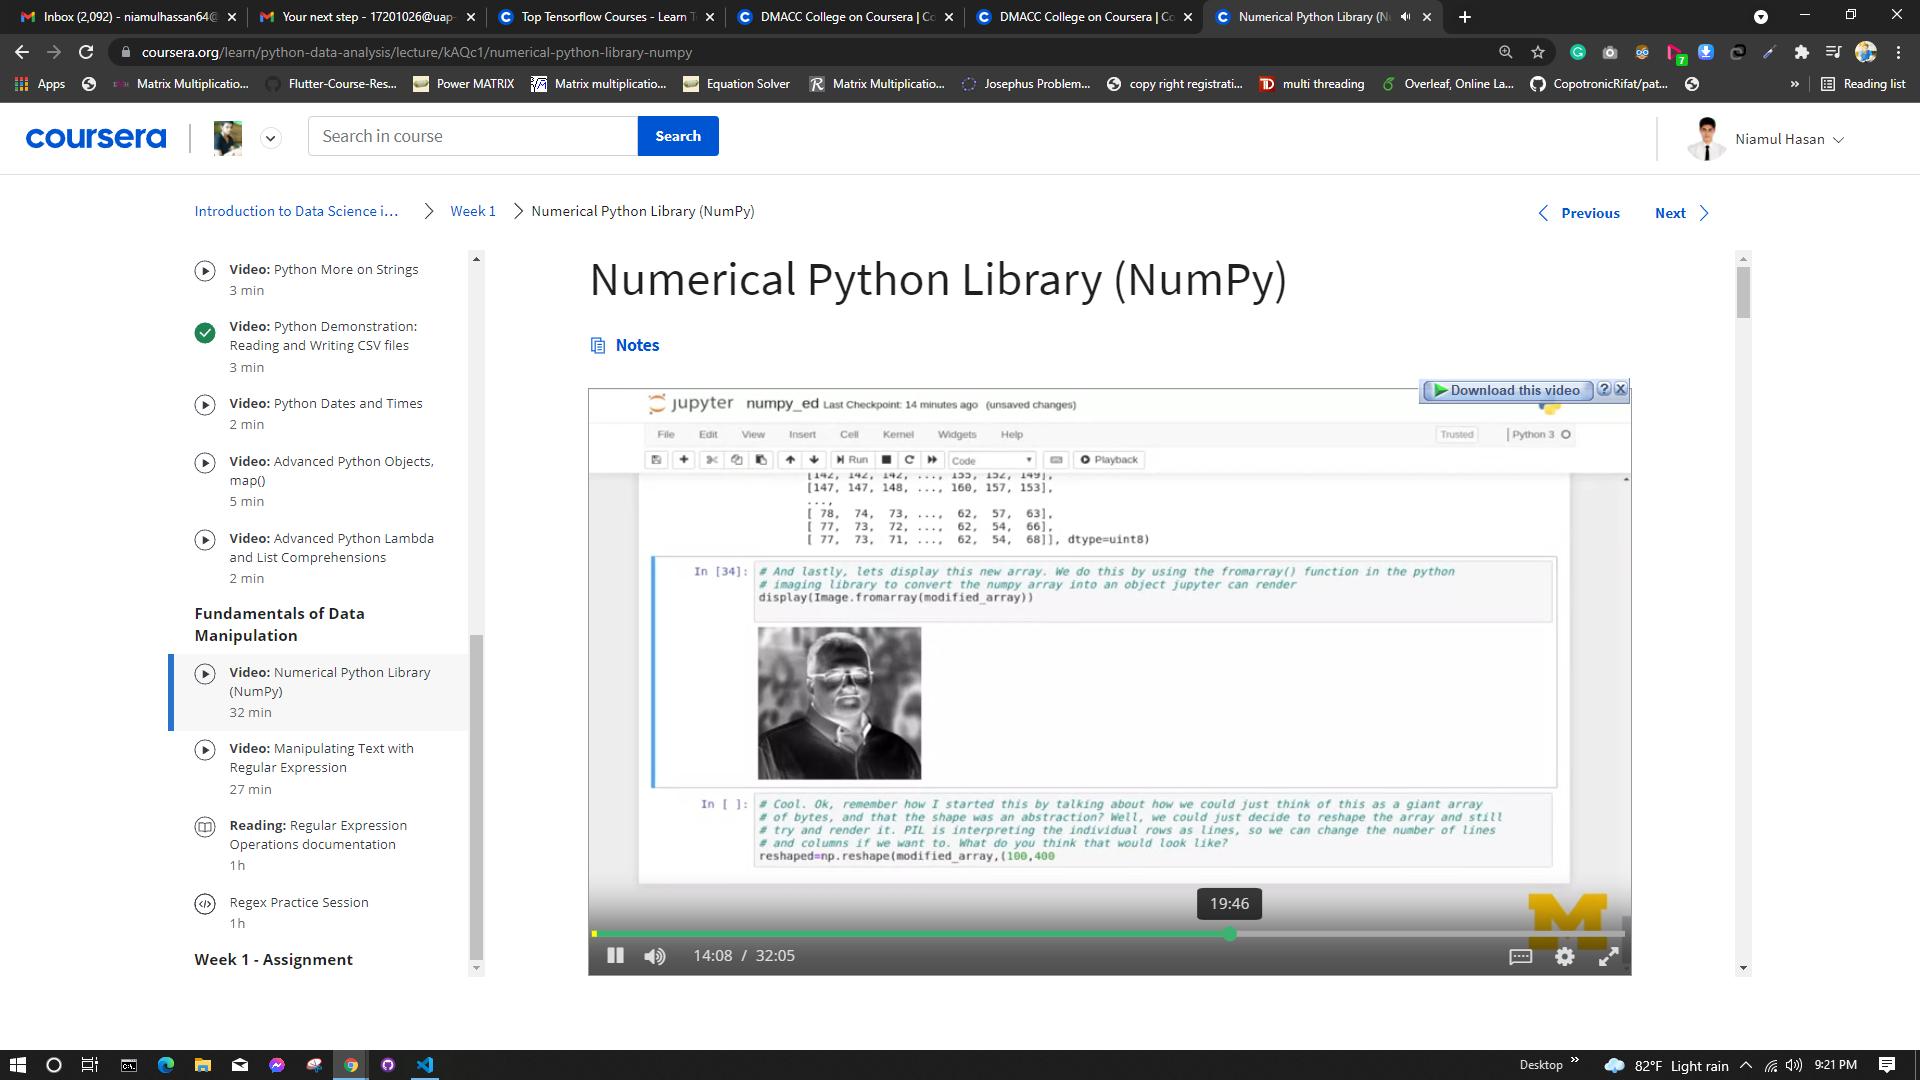 Inbox (2,092) - niamulhassan64@
Your next step - 17201026@uap-
Top Tensorflow Courses - Learn T
DMACC College on Coursera | Co
DMACC College on Coursera | Co
Numerical Python Library (Nu
coursera.org/learn/python-data-analysis/lecture/kAQc1/numerical-python-library-numpy
7
Apps
Matrix Multiplicatio...
Flutter-Course-Res...
Power MATRIX
Matrix multiplicatio...
Equation Solver
Matrix Multiplicatio...
Josephus Problem...
copy right registrati...
multi threading
Overleaf, Online La...
CopotronicRifat/pat...
»
Reading list
coursera
Search in course
Search
Niamul Hasan
Introduction to Data Science i...
Week 1
Numerical Python Library (NumPy)
Previous
Next
Video: Python More on Strings
3 min
Video: Python Demonstration:
Reading and Writing CSV files
3 min
Video: Python Dates and Times
2 min
Video: Advanced Python Objects,
map()
5 min
Video: Advanced Python Lambda
and List Comprehensions
2 min
Fundamentals of Data
Manipulation
Video: Numerical Python Library
(NumPy)
32 min
Video: Manipulating Text with
Regular Expression
27 min
Reading: Regular Expression
Operations documentation
1h
Regex Practice Session
1h
Week 1 - Assignment
Numerical Python Library (NumPy)
Notes
Download this video
jupyter numpy_ed Last Checkpoint: 14 minutes ago (unsaved changes)
File Edit View Insert Cell Kernel Widgets Help
Trusted
Python 3
Run
Code
Playback
[142, 142, 142, ..., 155, 152, 149],
[147, 147, 148, ..., 160, 157, 153],
...,
[ 78, 74, 73, ..., 62, 57, 63],
[ 77, 73, 72, ..., 62, 54, 66],
[ 77, 73, 71, ..., 62, 54, 68]], dtype=uint8)
In [34]:
# And lastly, lets display this new array. We do this by using the fromarray() function in the python
# imaging library to convert the numpy array into an object jupyter can render
display(Image.fromarray(modified_array))
In [ ]:
# Cool. Ok, remember how I started this by talking about how we could just think of this as a giant array
# of bytes, and that the shape was an abstraction? Well, we could just decide to reshape the array and still
# try and render it. PIL is interpreting the individual rows as lines, so we can change the number of lines
# and columns if we want to. What do you think that would look like?
reshaped=np.reshape(modified_array,(100,400
19:46
M
14:08 / 32:05
Desktop »
82°F Light rain
9:21 PM